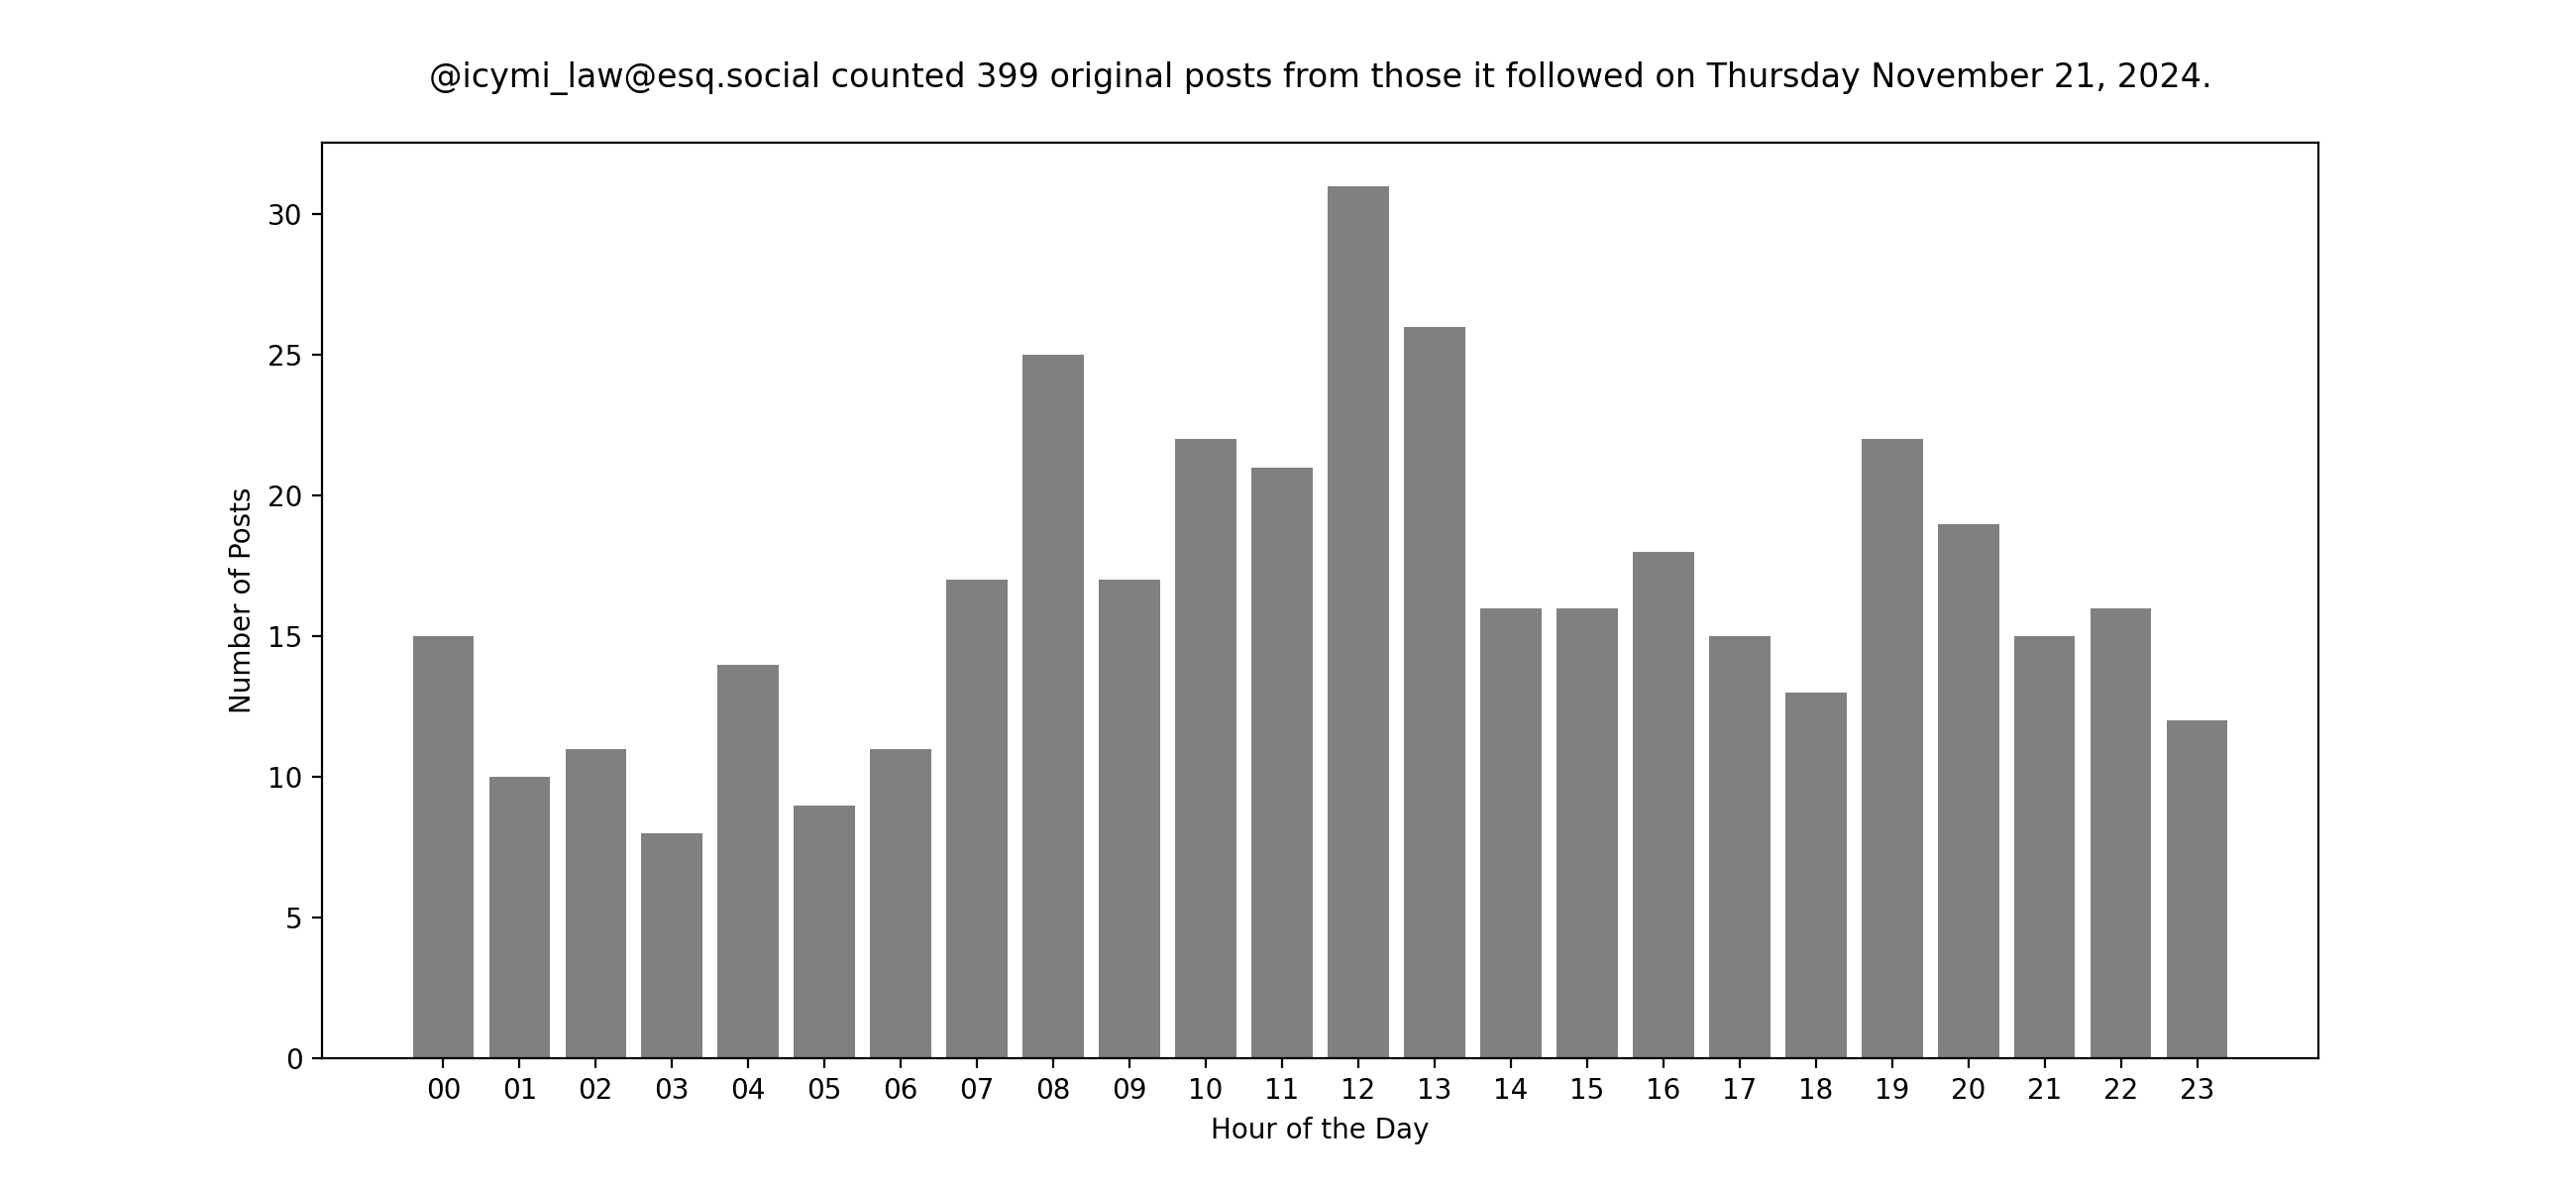 @icymi_law@esq.social counted 399 original posts from those it followed on Thursday November 21, 2024.
30
25
20
15
10
5
0
Number of Posts
00 01 02 03 04 05 06 07 08 09 10 11 12 13 14 15 16 17 18 19 20 21 22 23
Hour of the Day